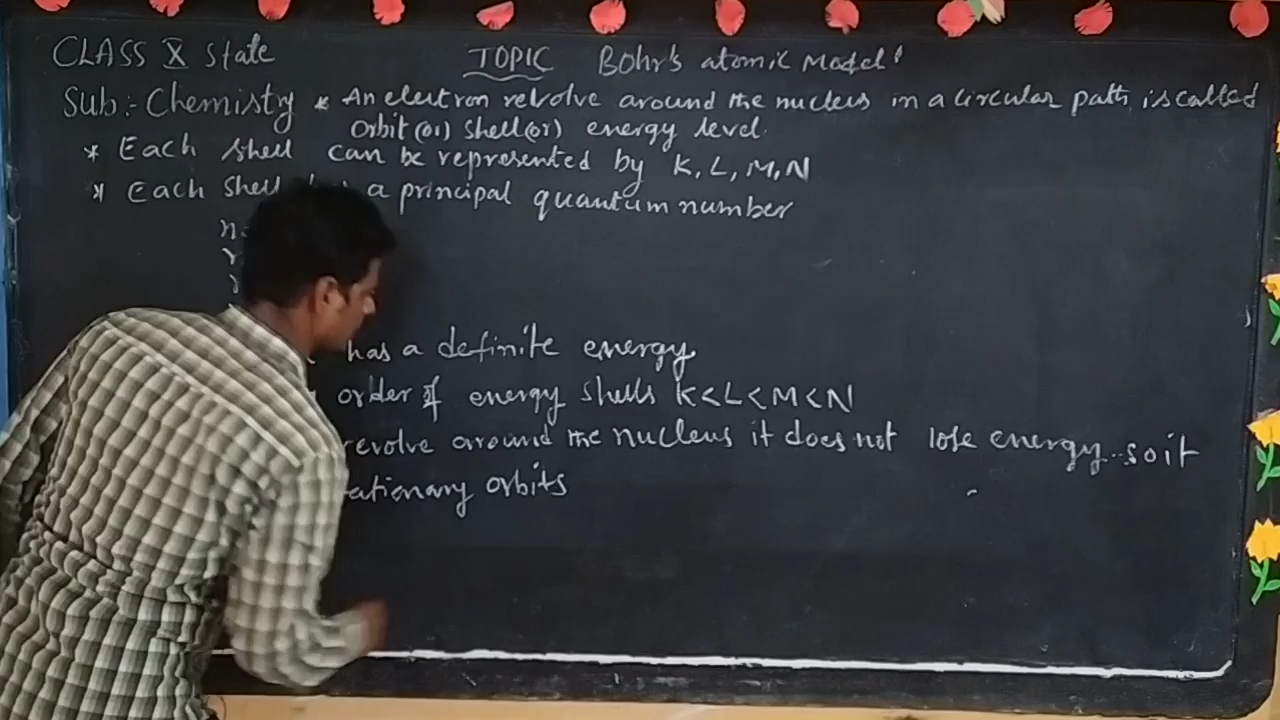 CLASS X State TOPIC Bohr's atomic Model'
Sub:- Chemistry * An electron revolve around the nucleus in a circular path, is called
Orbit (or) shell (or) energy level.
* Each shell can be represented by K, L, M, N
* Each shell a principal quantum number
n
has a definite energy
order of energy shells K<L<M<N
revolve around the nucleus it does not lose energy.. so it
ationary orbits